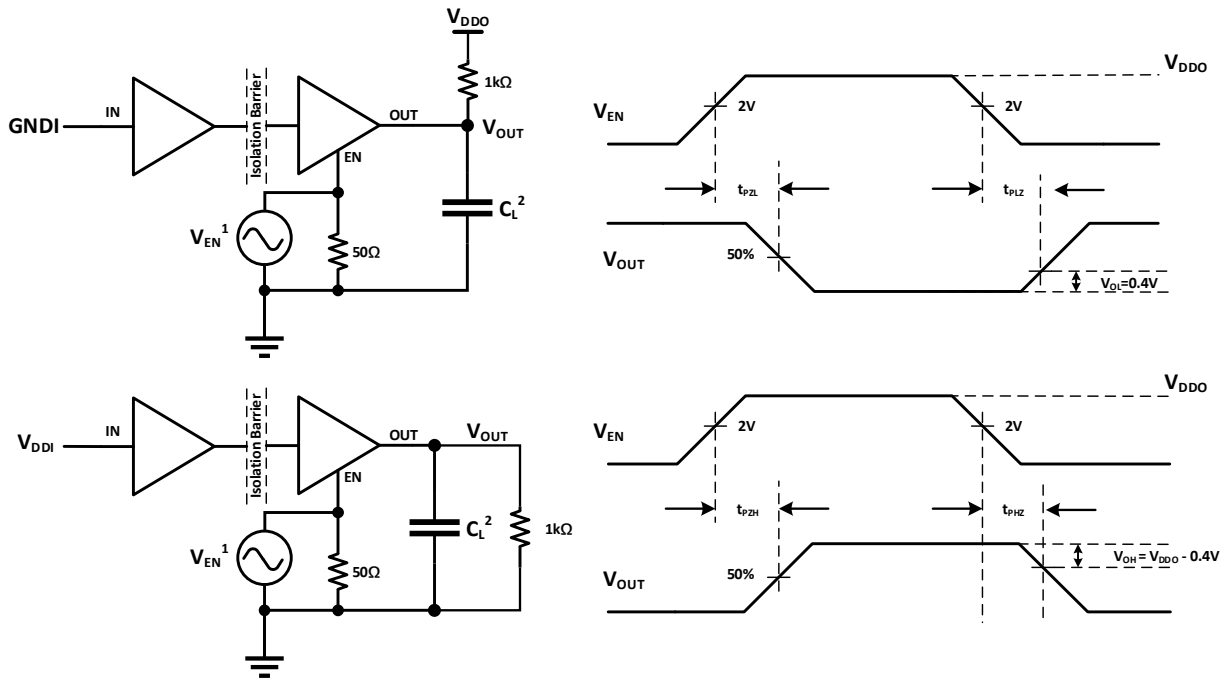 VDDO
1kΩ
IN
Isolation Barrier
OUT
GNDI
VOUT
EN
CL2
VEN1
50Ω
VDDO
VEN
2V
2V
tPZL
tPLZ
VOUT
50%
VOL=0.4V
IN
Isolation Barrier
OUT
VOUT
VDDI
EN
CL2
1kΩ
VEN1
50Ω
VDDO
VEN
2V
2V
tPZH
tPHZ
VOH = VDDO - 0.4V
VOUT
50%